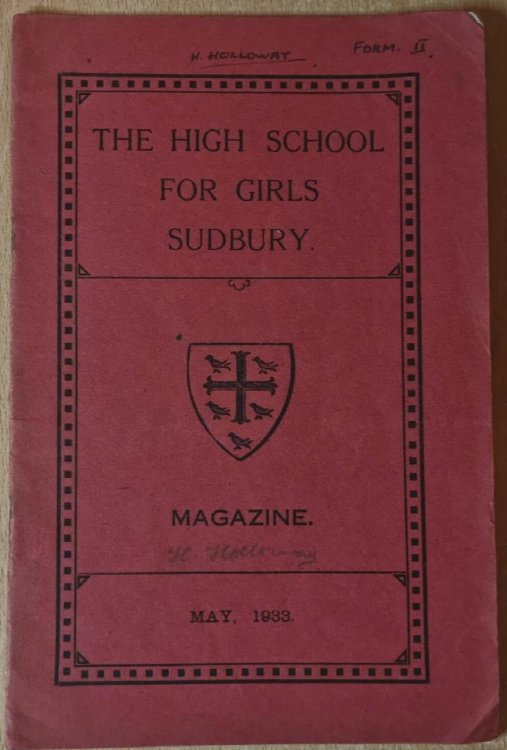 H. HOLLOWAY FORM. II.
THE HIGH SCHOOL
FOR GIRLS
SUDBURY.
MAGAZINE.
H. Holloway
MAY, 1933.